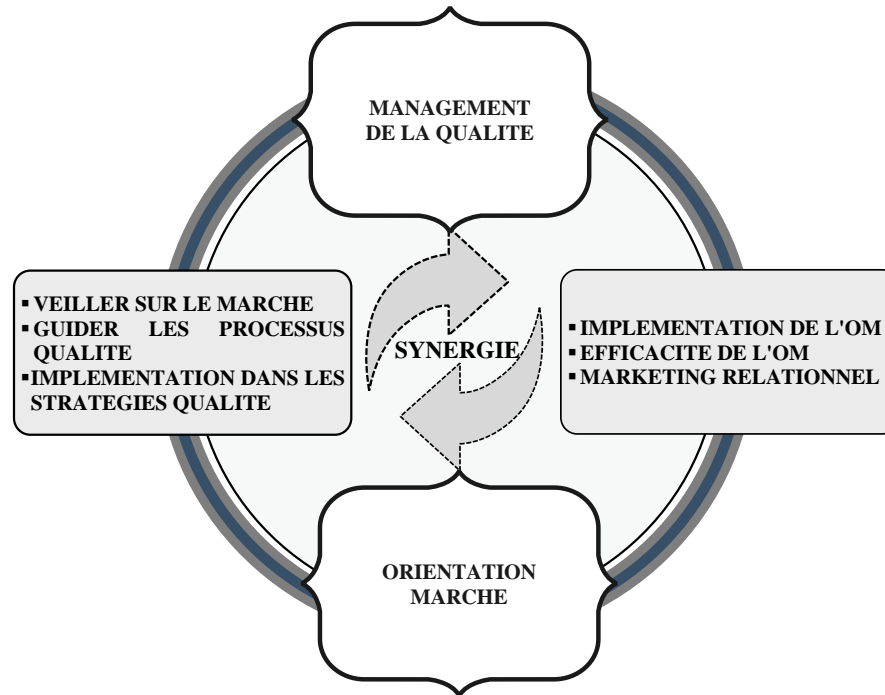 MANAGEMENT
DE LA QUALITE
▪ VEILLER SUR LE MARCHE
▪ GUIDER LES PROCESSUS
QUALITE
▪ IMPLEMENTATION DANS LES
STRATEGIES QUALITE
SYNERGIE
▪ IMPLEMENTATION DE L'OM
▪ EFFICACITE DE L'OM
▪ MARKETING RELATIONNEL
ORIENTATION
MARCHE